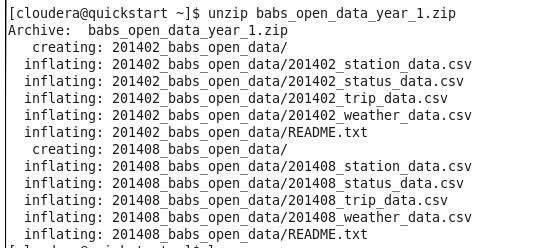 [cloudera@quickstart ~]$ unzip babs_open_data_year_1.zip
Archive:  babs_open_data_year_1.zip
   creating: 201402_babs_open_data/
  inflating: 201402_babs_open_data/201402_station_data.csv
  inflating: 201402_babs_open_data/201402_status_data.csv
  inflating: 201402_babs_open_data/201402_trip_data.csv
  inflating: 201402_babs_open_data/201402_weather_data.csv
  inflating: 201402_babs_open_data/README.txt
   creating: 201408_babs_open_data/
  inflating: 201408_babs_open_data/201408_station_data.csv
  inflating: 201408_babs_open_data/201408_status_data.csv
  inflating: 201408_babs_open_data/201408_trip_data.csv
  inflating: 201408_babs_open_data/201408_weather_data.csv
  inflating: 201408_babs_open_data/README.txt